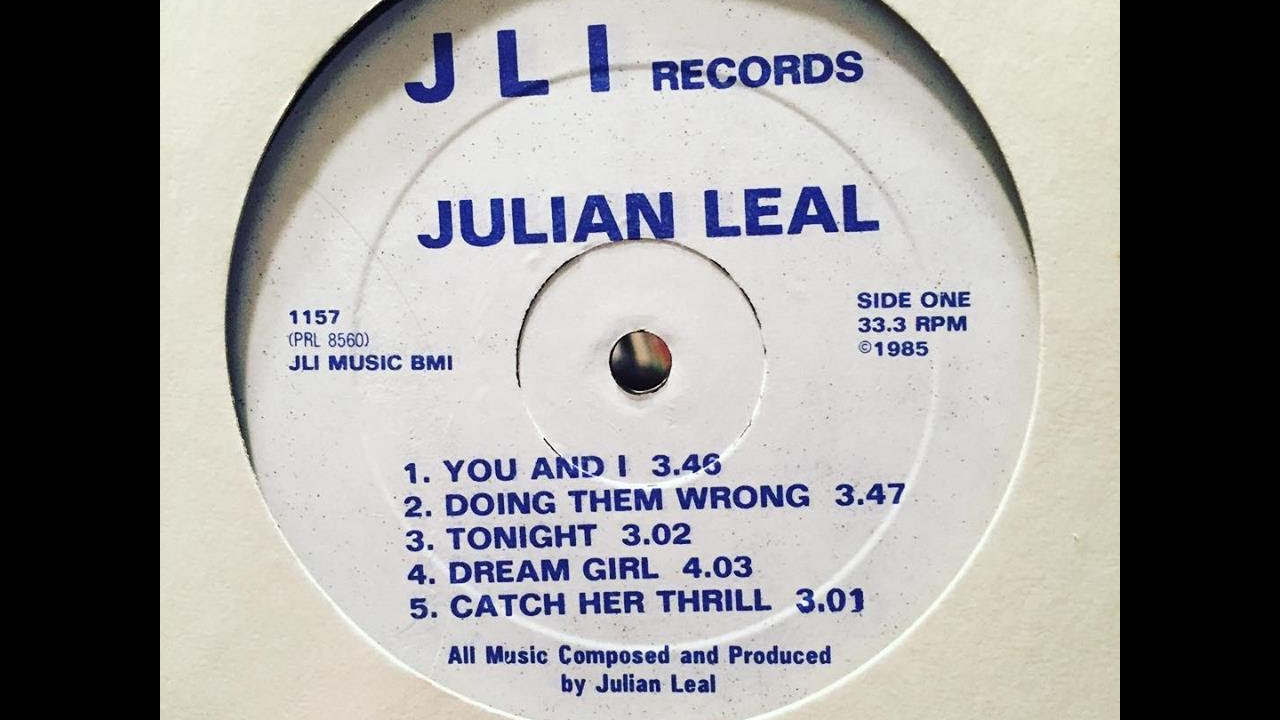 J L I RECORDS
JULIAN LEAL
1157
(PRL 8560)
JLI MUSIC BMI
SIDE ONE
33.3 RPM
©1985
1. YOU AND I 3.46
2. DOING THEM WRONG 3.47
3. TONIGHT 3.02
4. DREAM GIRL 4.03
5. CATCH HER THRILL 3.01
All Music Composed and Produced
by Julian Leal